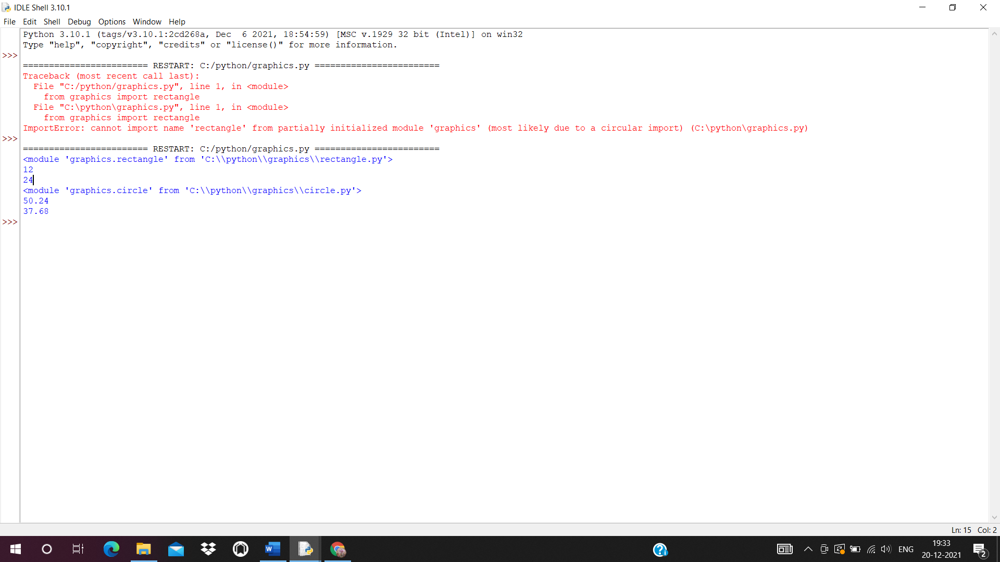 IDLE Shell 3.10.1
File Edit Shell Debug Options Window Help
Python 3.10.1 (tags/v3.10.1:2cd268a, Dec  6 2021, 18:54:59) [MSC v.1929 32 bit (Intel)] on win32
Type "help", "copyright", "credits" or "license()" for more information.
>>>
======================== RESTART: C:/python/graphics.py ========================
Traceback (most recent call last):
  File "C:/python/graphics.py", line 1, in <module>
    from graphics import rectangle
  File "C:\python\graphics.py", line 1, in <module>
    from graphics import rectangle
ImportError: cannot import name 'rectangle' from partially initialized module 'graphics' (most likely due to a circular import) (C:\python\graphics.py)
>>>
======================== RESTART: C:/python/graphics.py ========================
<module 'graphics.rectangle' from 'C:\\python\\graphics\\rectangle.py'>
12
24
<module 'graphics.circle' from 'C:\\python\\graphics\\circle.py'>
50.24
37.68
>>>
Ln: 15 Col: 2
W
ENG
19:33
20-12-2021
2